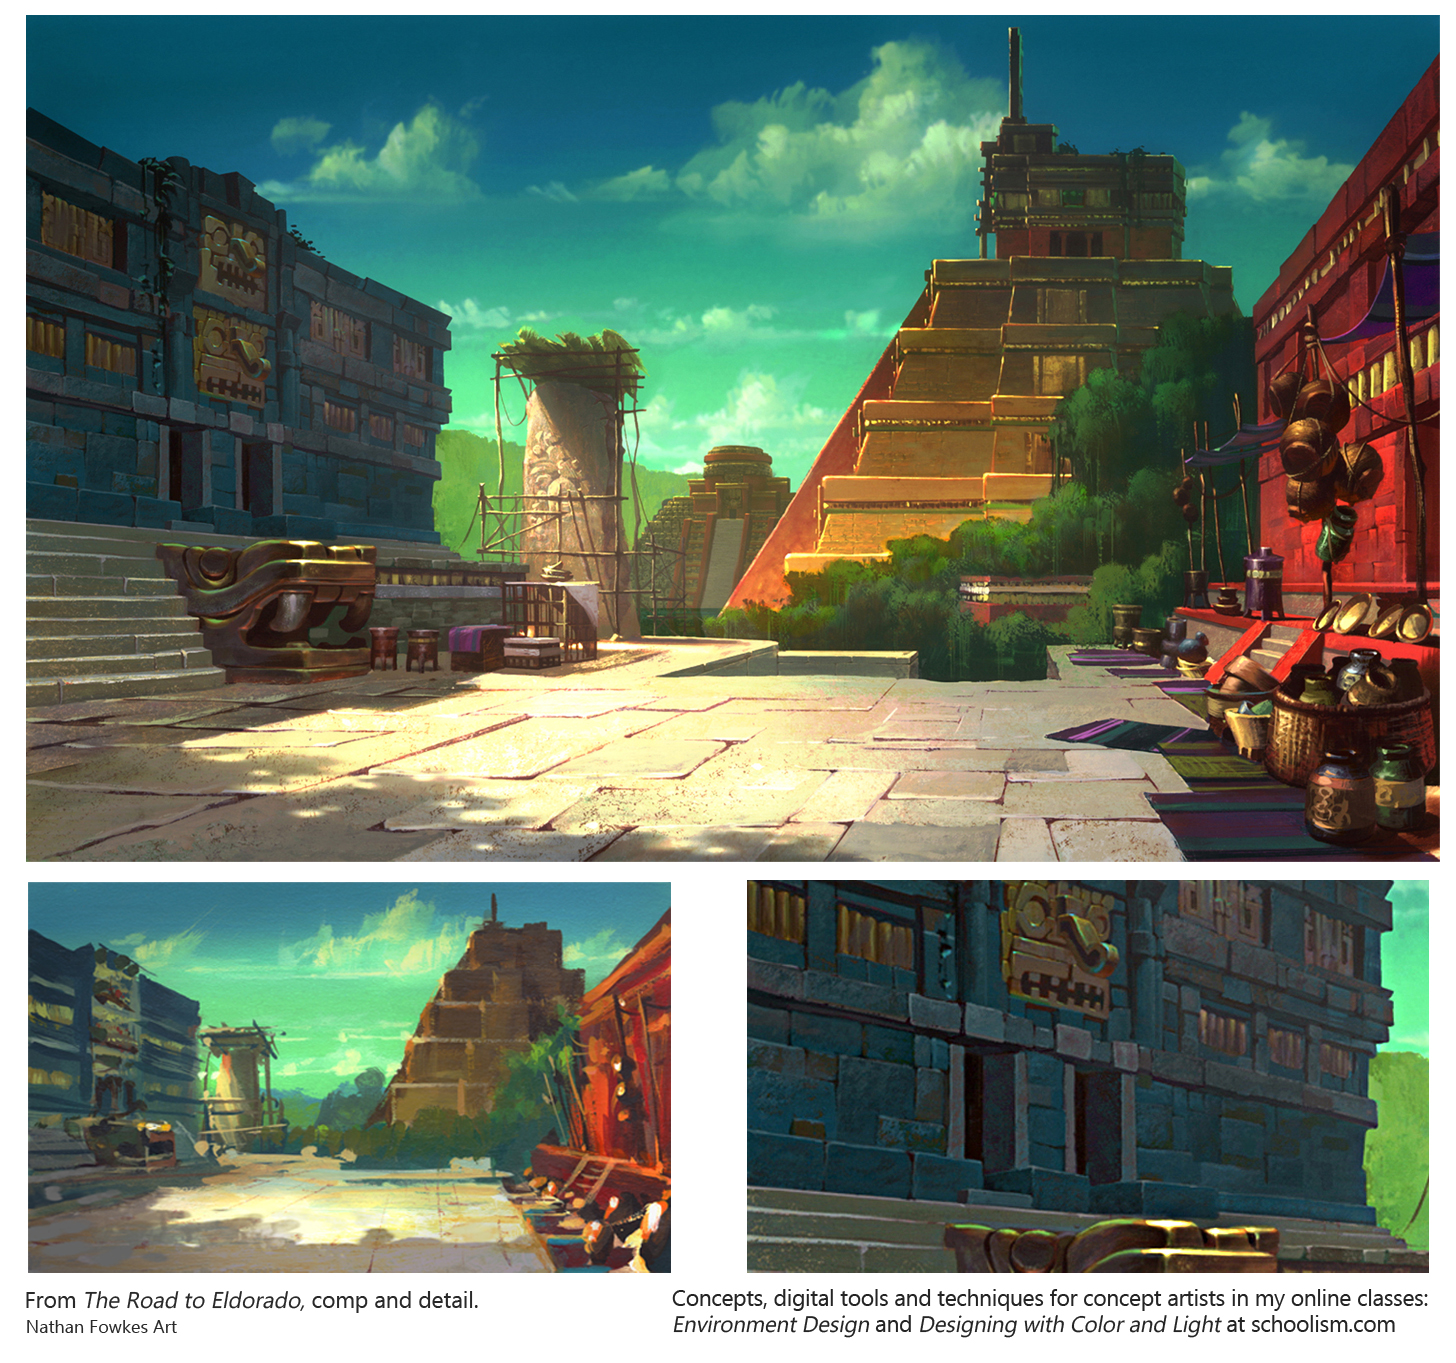 From The Road to Eldorado, comp and detail.
Nathan Fowkes Art
Concepts, digital tools and techniques for concept artists in my online classes:
Environment Design and Designing with Color and Light at schoolism.com